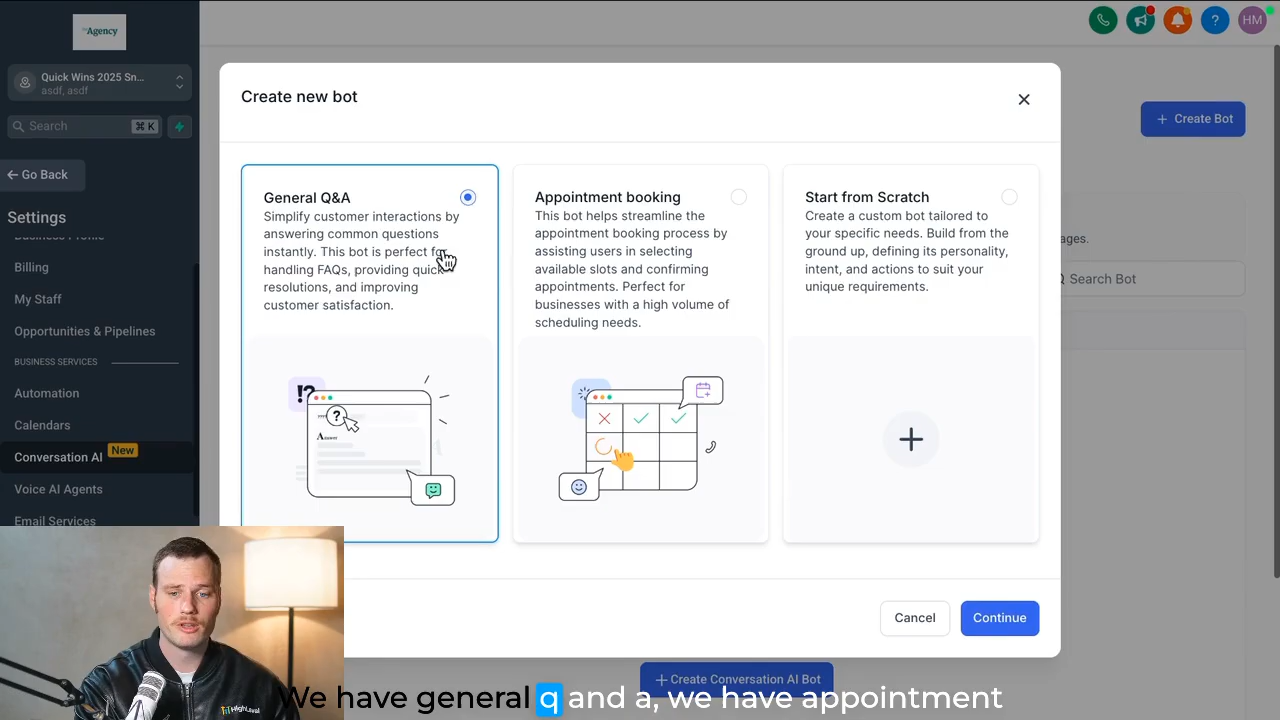 Agency
Quick Wins 2025 Sn...
asdf, asdf
Search
⌘ K
Go Back
Settings
Business Profile
Billing
My Staff
Opportunities & Pipelines
BUSINESS SERVICES
Automation
Calendars
Conversation AI
New
Voice AI Agents
Email Services
HM
Create Bot
ages.
Search Bot
Create new bot
General Q&A
Simplify customer interactions by
answering common questions
instantly. This bot is perfect for
handling FAQs, providing quick
resolutions, and improving
customer satisfaction.
!?
?
Answer
Appointment booking
This bot helps streamline the
appointment booking process by
assisting users in selecting
available slots and confirming
appointments. Perfect for
businesses with a high volume of
scheduling needs.
Start from Scratch
Create a custom bot tailored to
your specific needs. Build from the
ground up, defining its personality,
intent, and actions to suit your
unique requirements.
Cancel
Continue
Create Conversation AI Bot
HighLevel
We have general q and a, we have appointment